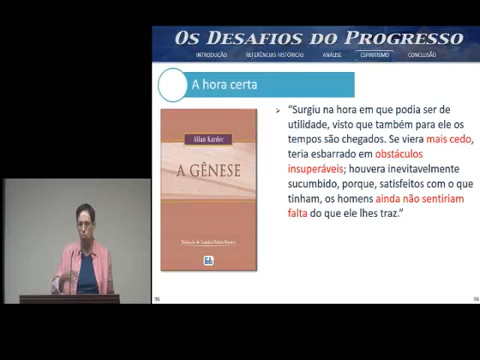 OS DESAFIOS DO PROGRESSO
INTRODUÇÃO REFERÊNCIAS HISTÓRICAS ANÁLISE ESPIRITISMO CONCLUSÃO
A hora certa
Allan Kardec
A GÊNESE
➢ “Surgiu na hora em que podia ser de
utilidade, visto que também para ele os
tempos são chegados. Se viera mais cedo,
teria esbarrado em obstáculos
insuperáveis; houvera inevitavelmente
sucumbido, porque, satisfeitos com o que
tinham, os homens ainda não sentiriam
falta do que ele lhes traz.”